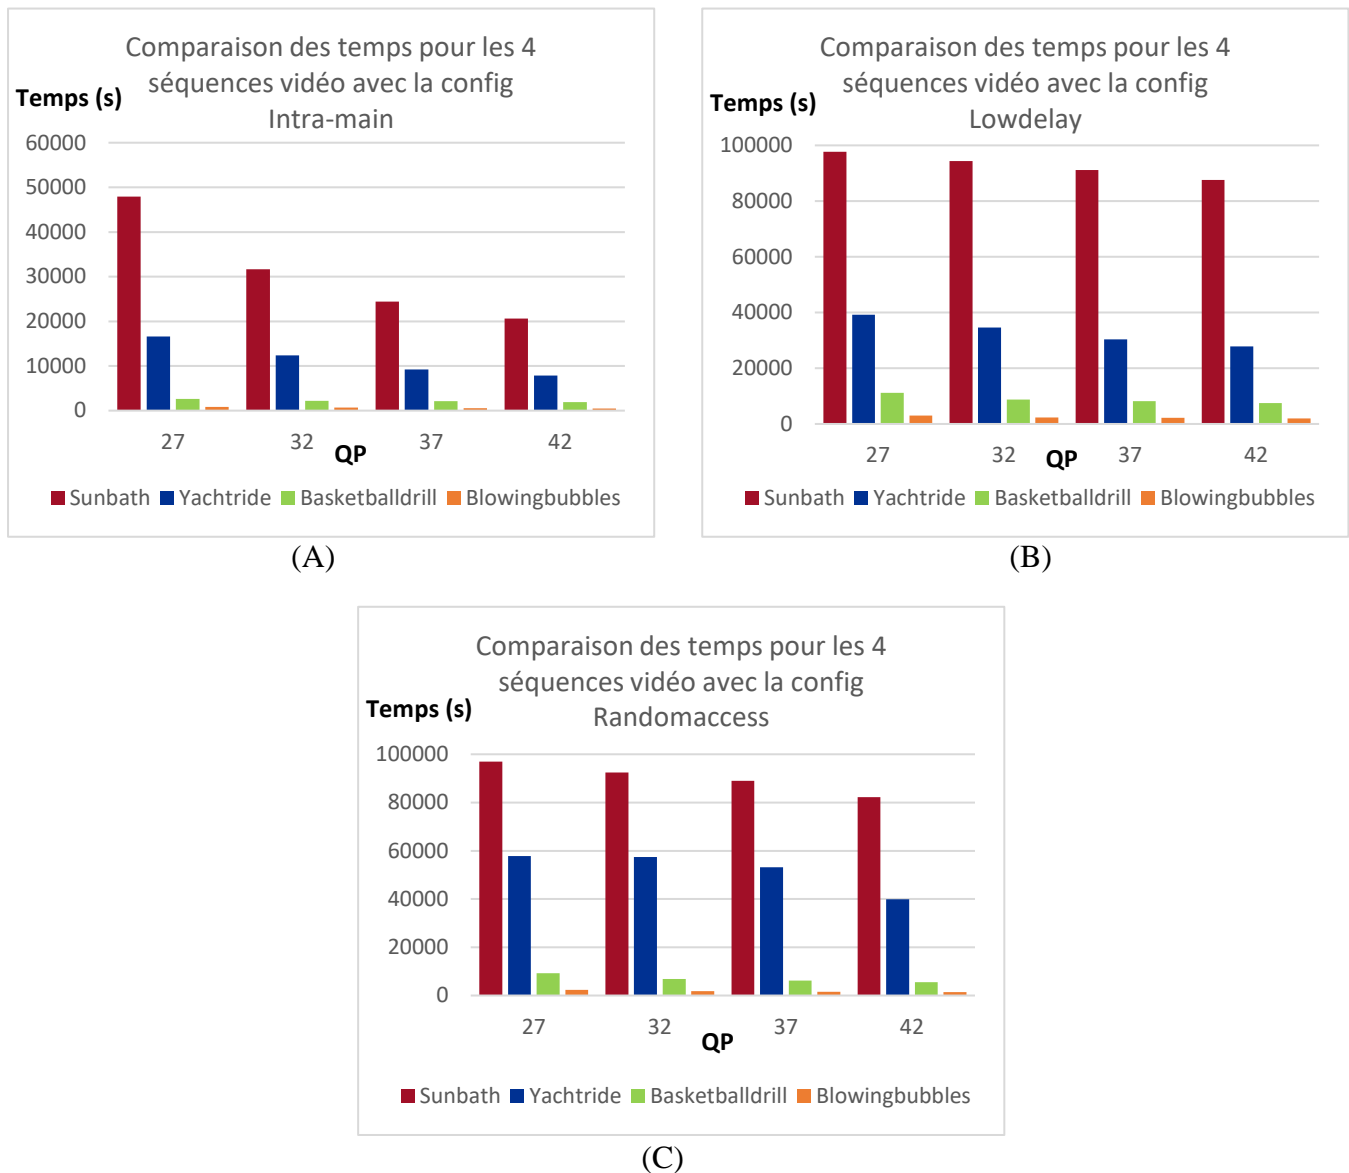 Comparaison des temps pour les 4
séquences vidéo avec la config
Intra-main
Temps (s)
60000
50000
40000
30000
20000
10000
0
27 32 37 42
QP
Sunbath Yachtride Basketballdrill Blowingbubbles
(A)
Comparaison des temps pour les 4
séquences vidéo avec la config
Lowdelay
Temps (s)
100000
80000
60000
40000
20000
0
27 32 37 42
QP
Sunbath Yachtride Basketballdrill Blowingbubbles
(B)
Comparaison des temps pour les 4
séquences vidéo avec la config
Randomaccess
Temps (s)
100000
80000
60000
40000
20000
0
27 32 37 42
QP
Sunbath Yachtride Basketballdrill Blowingbubbles
(C)